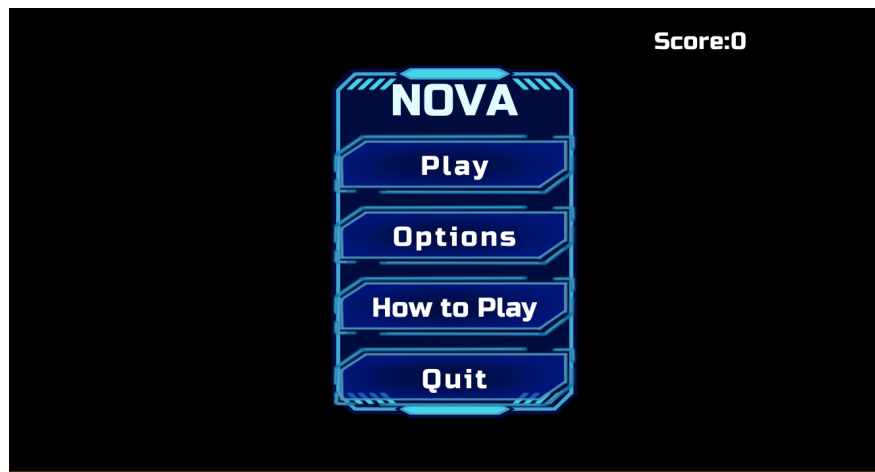 Score:0
NOVA
Play
Options
How to Play
Quit